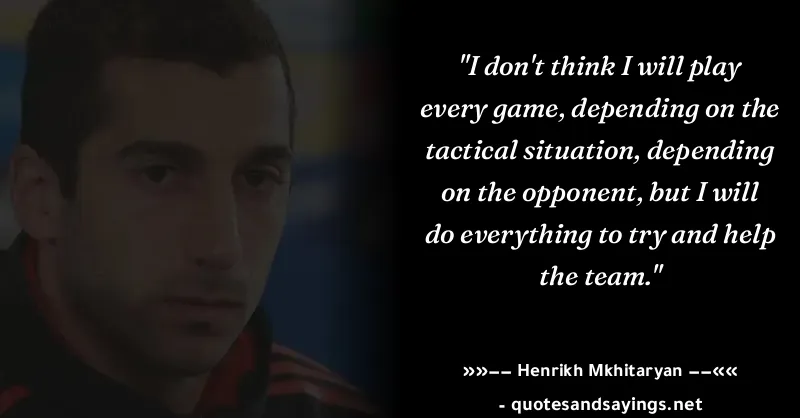 "I don't think I will play
every game, depending on the
tactical situation, depending
on the opponent, but I will
do everything to try and help
the team."
»»−− Henrikh Mkhitaryan −−««
- quotesandsayings.net